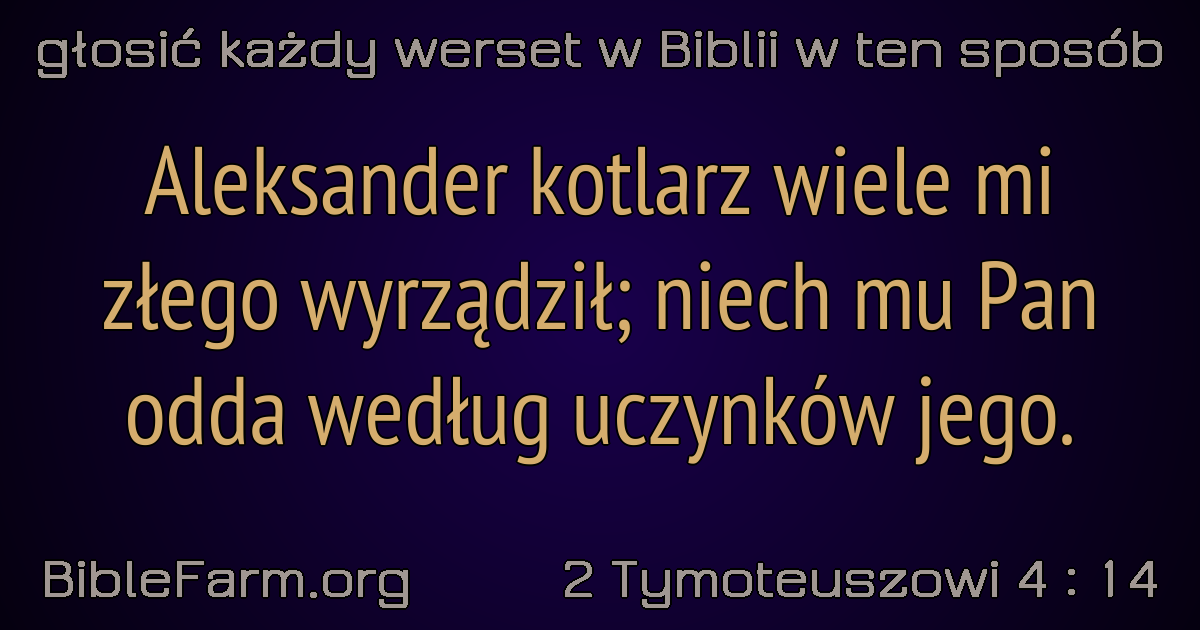 głosić każdy werset w Biblii w ten sposób
Aleksander kotlarz wiele mi
złego wyrządził; niech mu Pan
odda według uczynków jego.
BibleFarm.org
2 Tymoteuszowi 4 : 14